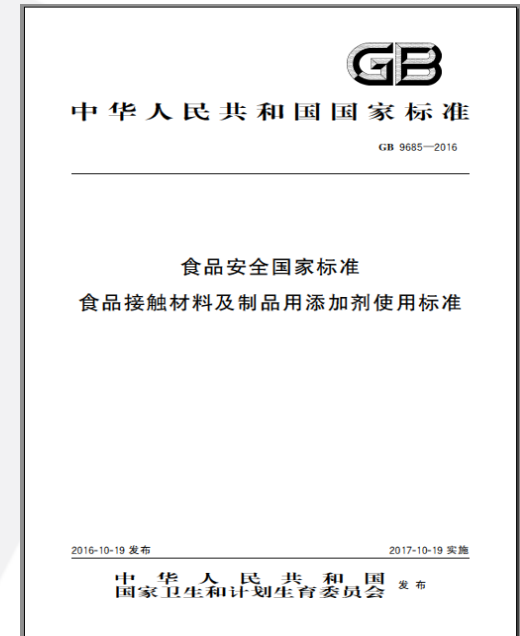 GB
中华人民共和国国家标准
GB 9685—2016
食品安全国家标准
食品接触材料及制品用添加剂使用标准
2016-10-19 发布
2017-10-19 实施
中华人民共和国
国家卫生和计划生育委员会 发布